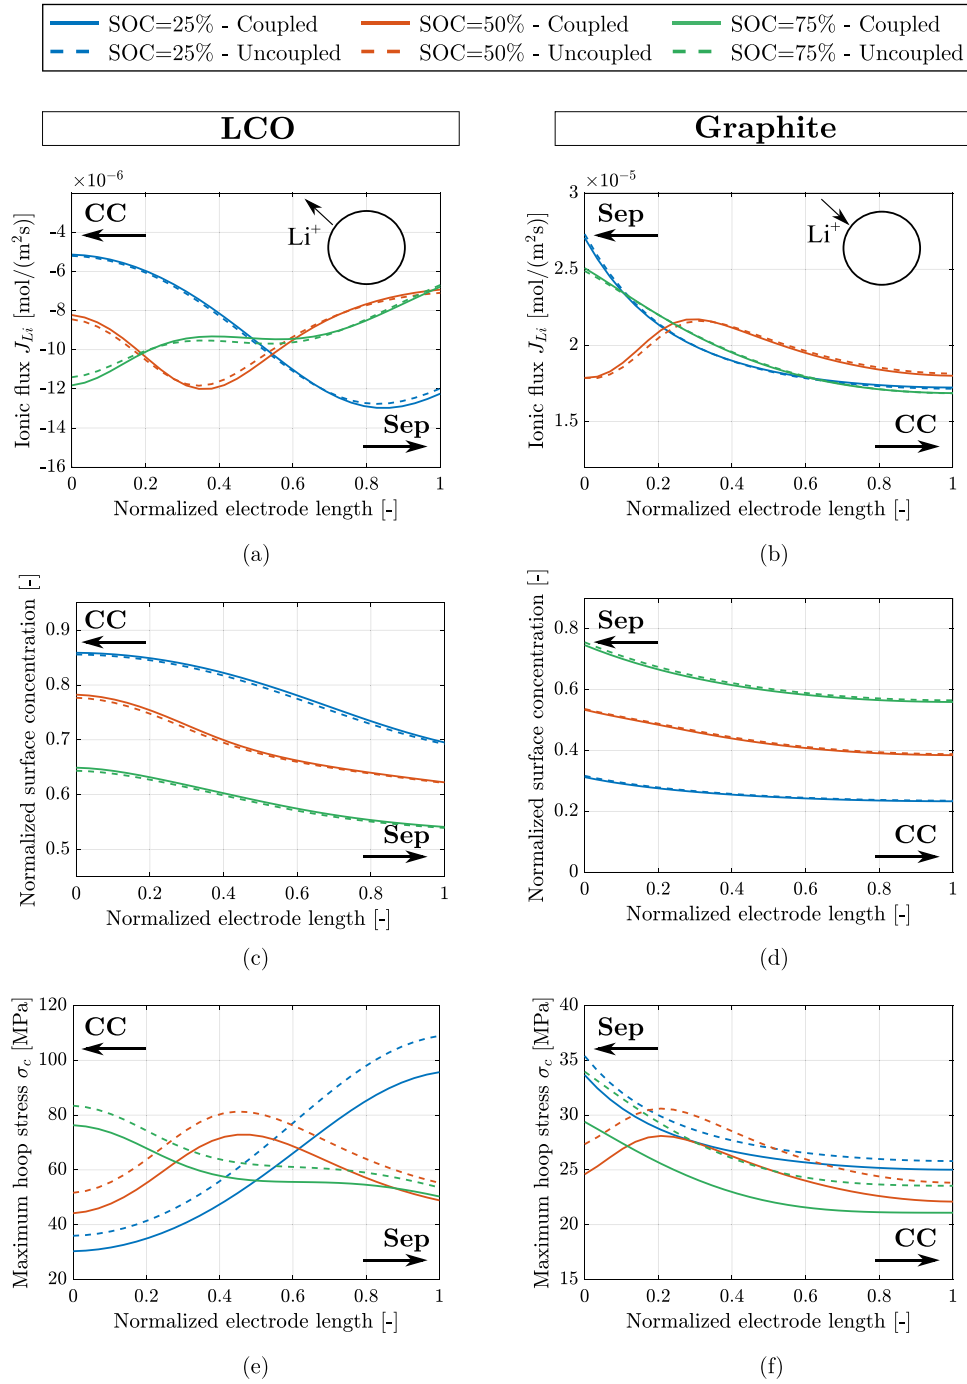 SOC=25% - Coupled SOC=50% - Coupled SOC=75% - Coupled
SOC=25% - Uncoupled SOC=50% - Uncoupled SOC=75% - Uncoupled
LCO
Graphite
×10⁻⁶
CC
Li⁺
Sep
Ionic flux J_Li [mol/(m²s)]
-4
-6
-8
-10
-12
-14
-16
0 0.2 0.4 0.6 0.8 1
Normalized electrode length [-]
(a)
×10⁻⁵
Sep
Li⁺
CC
Ionic flux J_Li [mol/(m²s)]
3
2.5
2
1.5
0 0.2 0.4 0.6 0.8 1
Normalized electrode length [-]
(b)
CC
Sep
Normalized surface concentration [-]
0.9
0.8
0.7
0.6
0.5
0 0.2 0.4 0.6 0.8 1
Normalized electrode length [-]
(c)
Sep
CC
Normalized surface concentration [-]
0.8
0.6
0.4
0.2
0
0 0.2 0.4 0.6 0.8 1
Normalized electrode length [-]
(d)
CC
Sep
Maximum hoop stress σ_c [MPa]
120
100
80
60
40
20
0 0.2 0.4 0.6 0.8 1
Normalized electrode length [-]
(e)
Sep
CC
Maximum hoop stress σ_c [MPa]
40
35
30
25
20
15
0 0.2 0.4 0.6 0.8 1
Normalized electrode length [-]
(f)